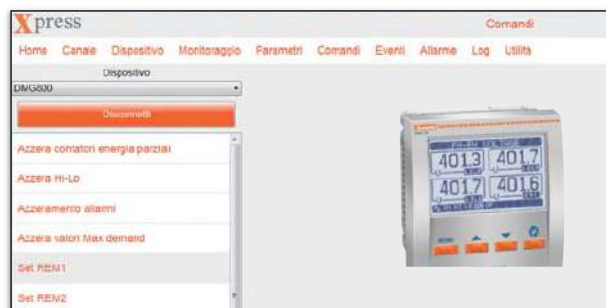 Xpress
Comandi
Home Canale Dispositivo Monitoraggio Parametri Comandi Eventi Allarme Log Utilità
Dispositivo
DMG800
Disconnetti
Azzera contatori energia parziali
Azzera Hi-Lo
Azzeramento allarmi
Azzera valori Max demand
Set REM1
Set REM2
401.3 401.7
401.7 401.6
MENU